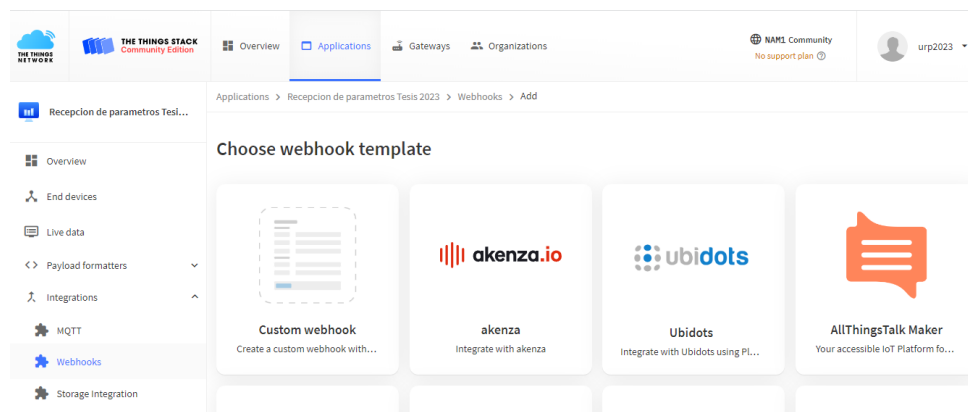 THE THINGS NETWORK
THE THINGS STACK
Community Edition
Overview
Applications
Gateways
Organizations
NAM1 Community
No support plan
urp2023
Recepcion de parametros Tesi...
Applications > Recepcion de parametros Tesis 2023 > Webhooks > Add
Overview
End devices
Live data
Payload formatters
Integrations
MQTT
Webhooks
Storage Integration
Choose webhook template
Custom webhook
Create a custom webhook with...
akenza.io
akenza
Integrate with akenza
ubidots
Ubidots
Integrate with Ubidots using Pl...
AllThingsTalk Maker
Your accessible IoT Platform fo...